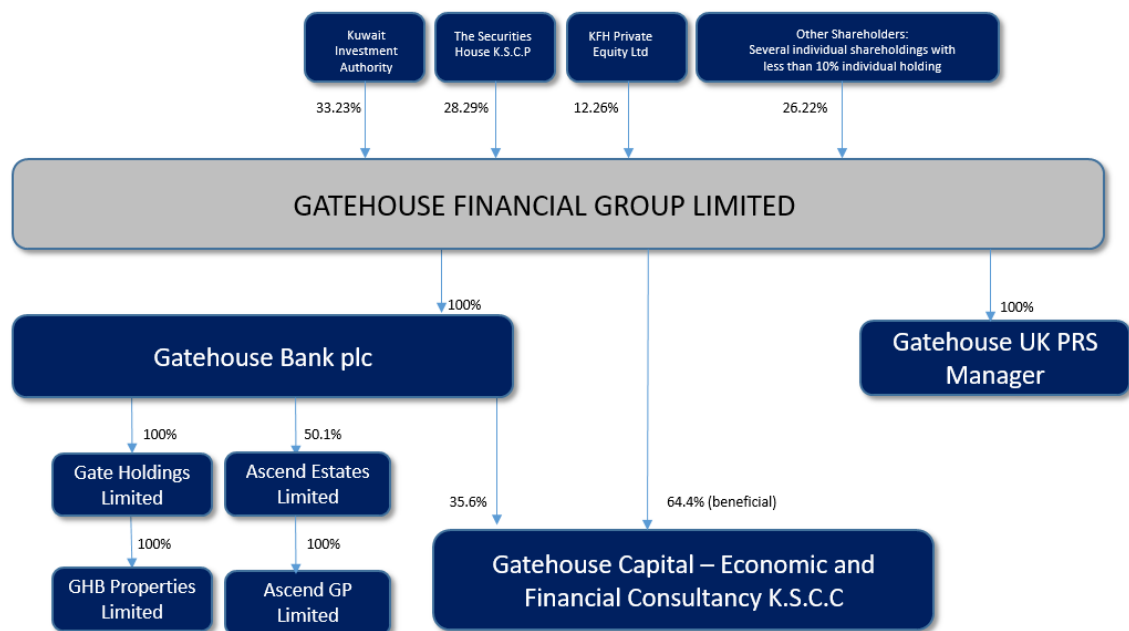 Kuwait
Investment
Authority
The Securities
House K.S.C.P
KFH Private
Equity Ltd
Other Shareholders:
Several individual shareholdings with
less than 10% individual holding
33.23%
28.29%
12.26%
26.22%
GATEHOUSE FINANCIAL GROUP LIMITED
100%
100%
Gatehouse Bank plc
Gatehouse UK PRS
Manager
100%
50.1%
Gate Holdings
Limited
Ascend Estates
Limited
35.6%
64.4% (beneficial)
100%
100%
Gatehouse Capital – Economic and
Financial Consultancy K.S.C.C
GHB Properties
Limited
Ascend GP
Limited